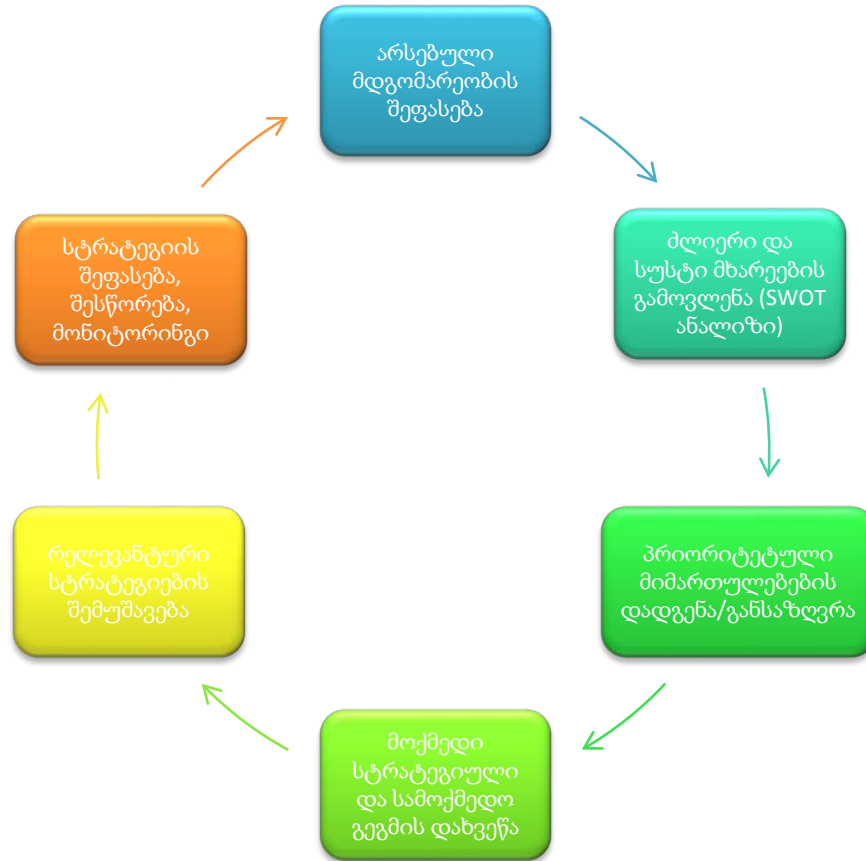 არსებული
მდგომარეობის
შეფასება
ძლიერი და
სუსტი მხარეების
გამოვლენა (SWOT
ანალიზი)
პრიორიტეტული
მიმართულებების
დადგენა/განსაზღვრა
მოქმედი
სტრატეგიული
და სამოქმედო
გეგმის დახვეწა
რელევანტური
სტრატეგიების
შემუშავება
სტრატეგიის
შეფასება,
შესწორება,
მონიტორინგი